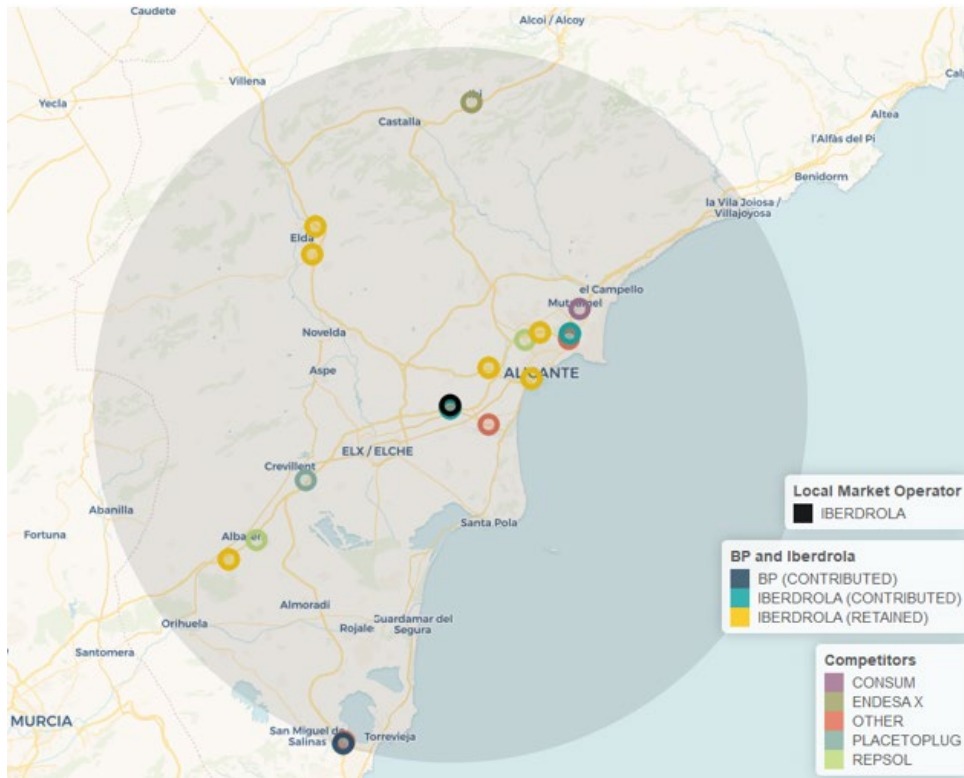 Caudete
Alcoi / Alcoy
Villena
Yecla
Castalla
Altea
l'Alfàs del Pi
Benidorm
la Vila Joiosa /
Villajoyosa
Elda
el Campello
Novelda
Aspe
ALICANTE
ELX / ELCHE
Crevillent
Abanilla
Fortuna
Santa Pola
Almoradí
Guardamar del
Segura
Orihuela
Rojales
Santomera
MURCIA
San Miguel de
Salinas
Torrevieja
Local Market Operator
IBERDROLA
BP and Iberdrola
BP (CONTRIBUTED)
IBERDROLA (CONTRIBUTED)
IBERDROLA (RETAINED)
Competitors
CONSUM
ENDESA X
OTHER
PLACETOPLUG
REPSOL